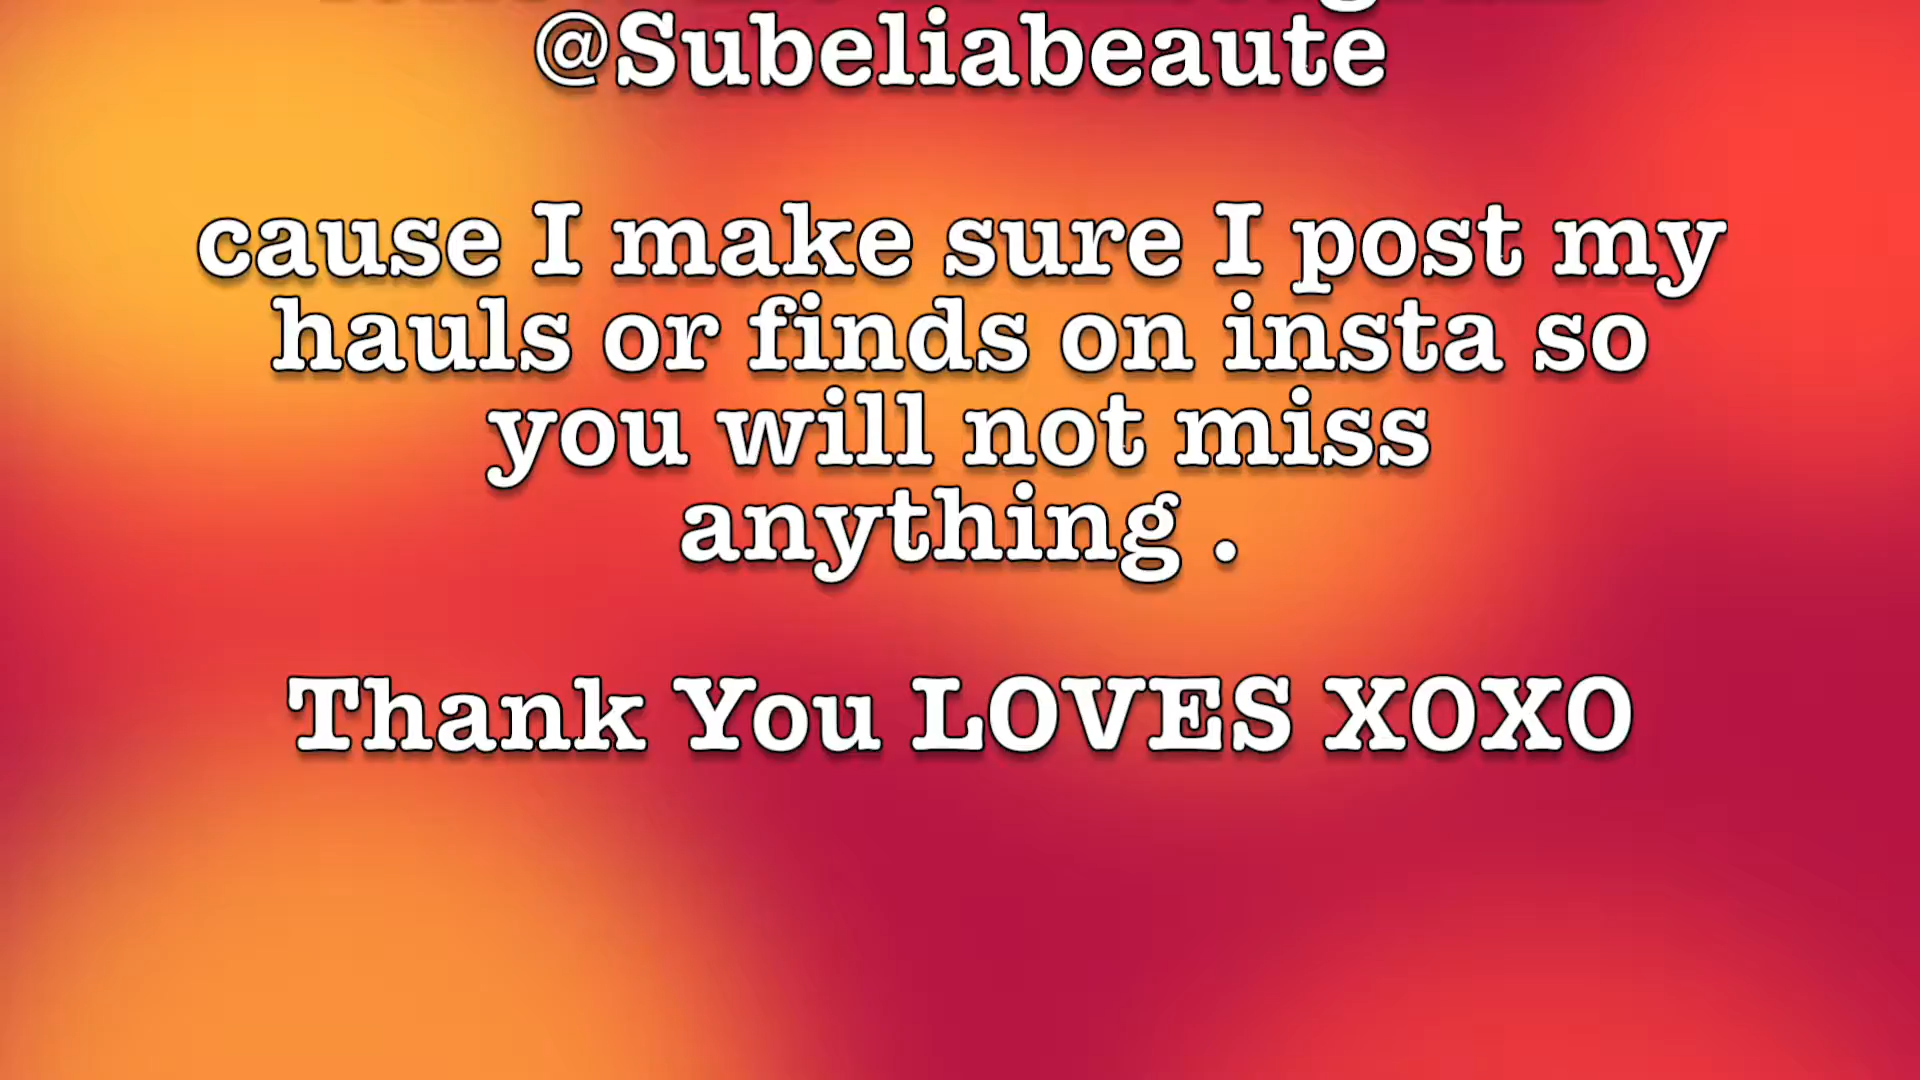 @Subeliabeaute
cause I make sure I post my
hauls or finds on insta so
you will not miss
anything .
Thank You LOVES XOXO